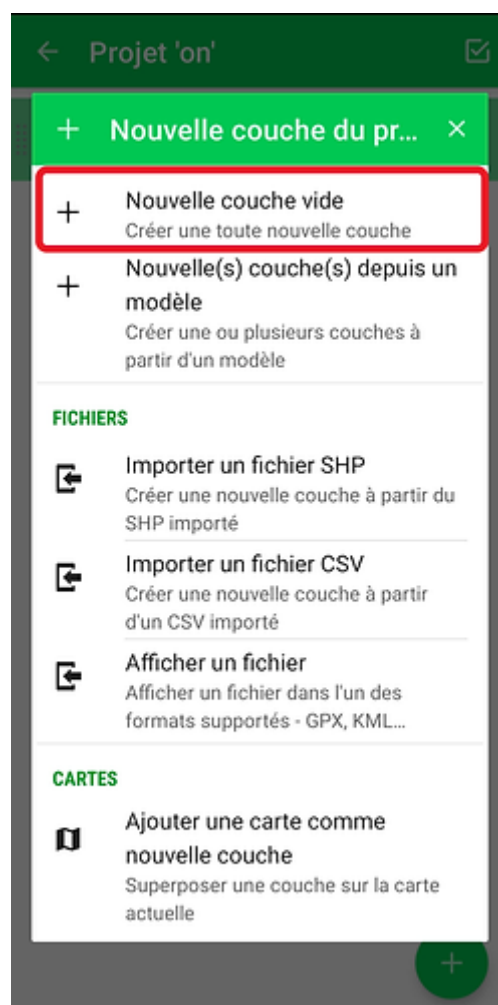 Projet 'on'
Nouvelle couche du pr...
Nouvelle couche vide
Créer une toute nouvelle couche
Nouvelle(s) couche(s) depuis un
modèle
Créer une ou plusieurs couches à
partir d'un modèle
FICHIERS
Importer un fichier SHP
Créer une nouvelle couche à partir du
SHP importé
Importer un fichier CSV
Créer une nouvelle couche à partir
d'un CSV importé
Afficher un fichier
Afficher un fichier dans l'un des
formats supportés - GPX, KML...
CARTES
Ajouter une carte comme
nouvelle couche
Superposer une couche sur la carte
actuelle